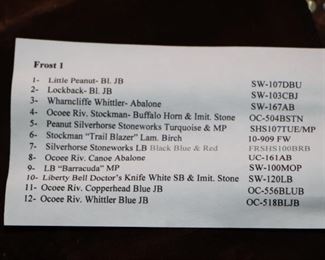 Frost 1
1- Little Peanut- Bl. JB SW-107DBU
2- Lockback- Bl. JB SW-103CBJ
3- Wharncliffe Whittler- Abalone SW-167AB
4- Ocoee Riv. Stockman- Buffalo Horn & Imit. Stone OC-504BSTN
5- Peanut Silverhorse Stoneworks Turquoise & MP SHS107TUE/MP
6- Stockman "Trail Blazer" Lam. Birch 10-909 FW
7- Silverhorse Stoneworks LB Black Blue & Red FRSHS100BRB
8- Ocoee Riv. Canoe Abalone UC-161AB
9- LB "Barracuda" MP SW-100MOP
10- Liberty Bell Doctor's Knife White SB & Imit. Stone SW-120LB
11- Ocoee Riv. Copperhead Blue JB OC-556BLUB
12- Ocoee Riv. Whittler Blue JB OC-518BLJB